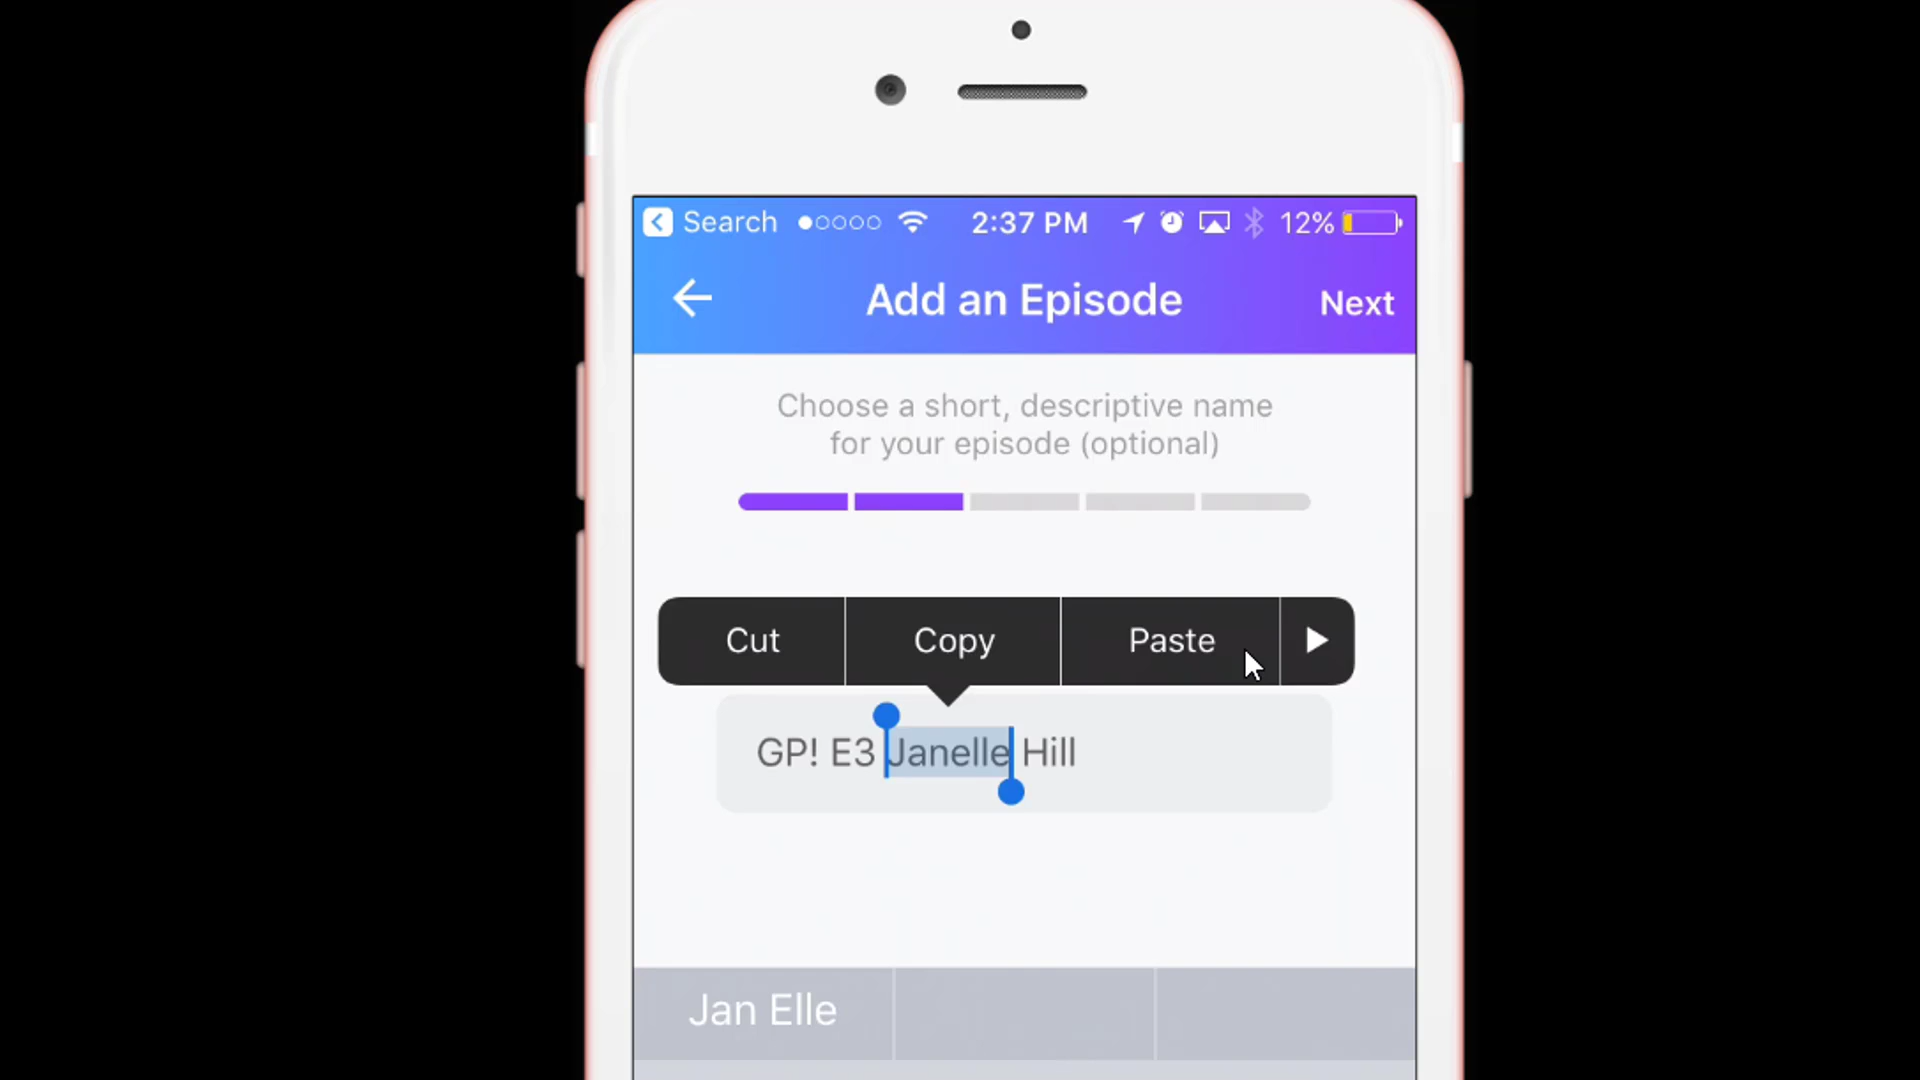 Search 2:37 PM 12%
Add an Episode Next
Choose a short, descriptive name
for your episode (optional)
Cut Copy Paste
GP! E3 Janelle Hill
Jan Elle